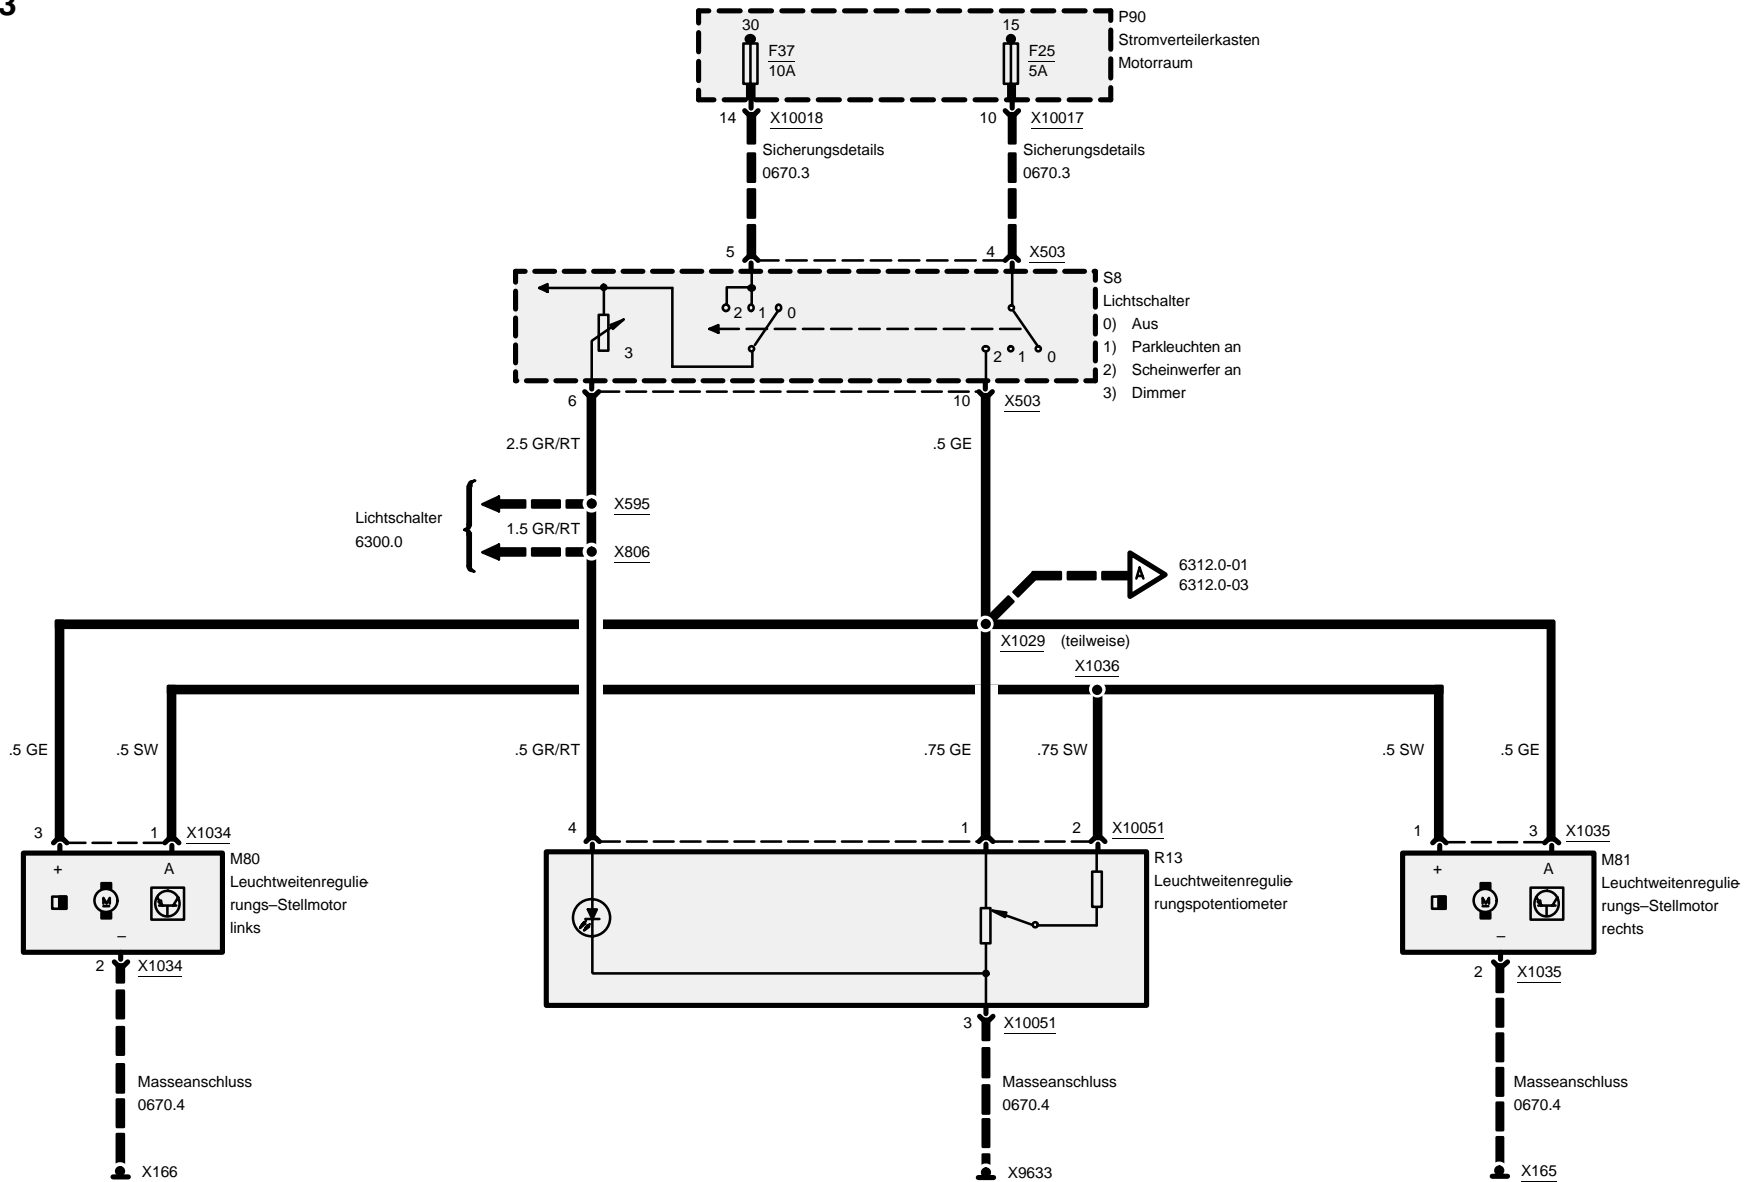 3
30
15
P90
Stromverteilerkasten
Motorraum
F37
10A
F25
5A
14
X10018
10
X10017
Sicherungsdetails
0670.3
Sicherungsdetails
0670.3
5
4
X503
S8
Lichtschalter
0) Aus
1) Parkleuchten an
2) Scheinwerfer an
3) Dimmer
2 1 0
3
2 1 0
6
10
X503
2.5 GR/RT
.5 GE
X595
Lichtschalter
6300.0
1.5 GR/RT
X806
A
6312.0-01
6312.0-03
X1029 (teilweise)
X1036
.5 GE
.5 SW
.5 GR/RT
.75 GE
.75 SW
.5 SW
.5 GE
3
1
X1034
4
1
2
X10051
1
3
X1035
M80
Leuchtweitenregulie-
rungs–Stellmotor
links
+
A
M
–
R13
Leuchtweitenregulie-
rungspotentiometer
M81
Leuchtweitenregulie-
rungs–Stellmotor
rechts
+
A
M
–
2
X1034
2
X1035
3
X10051
Masseanschluss
0670.4
Masseanschluss
0670.4
Masseanschluss
0670.4
X166
X9633
X165